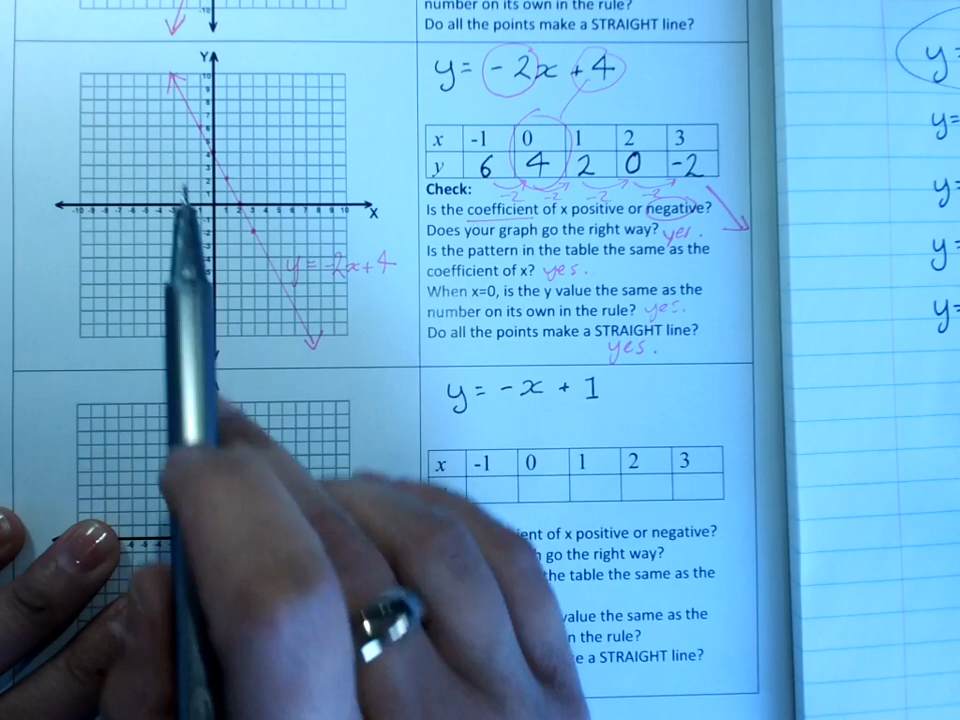 number on its own in the rule?
Do all the points make a STRAIGHT line?
Y
X
y = -2x+4
y = - 2x + 4
x -1 0 1 2 3
y 6 4 2 0 -2
-2 -2 -2 -2
Check:
Is the coefficient of x positive or negative?
Does your graph go the right way? yes.
Is the pattern in the table the same as the
coefficient of x? yes.
When x=0, is the y value the same as the
number on its own in the rule? yes.
Do all the points make a STRAIGHT line?
yes.
y = - x + 1
x -1 0 1 2 3
of x positive or negative?
go the right way?
the table the same as the
value the same as the
in the rule?
a STRAIGHT line?
y=
y=
y=
y=
y=